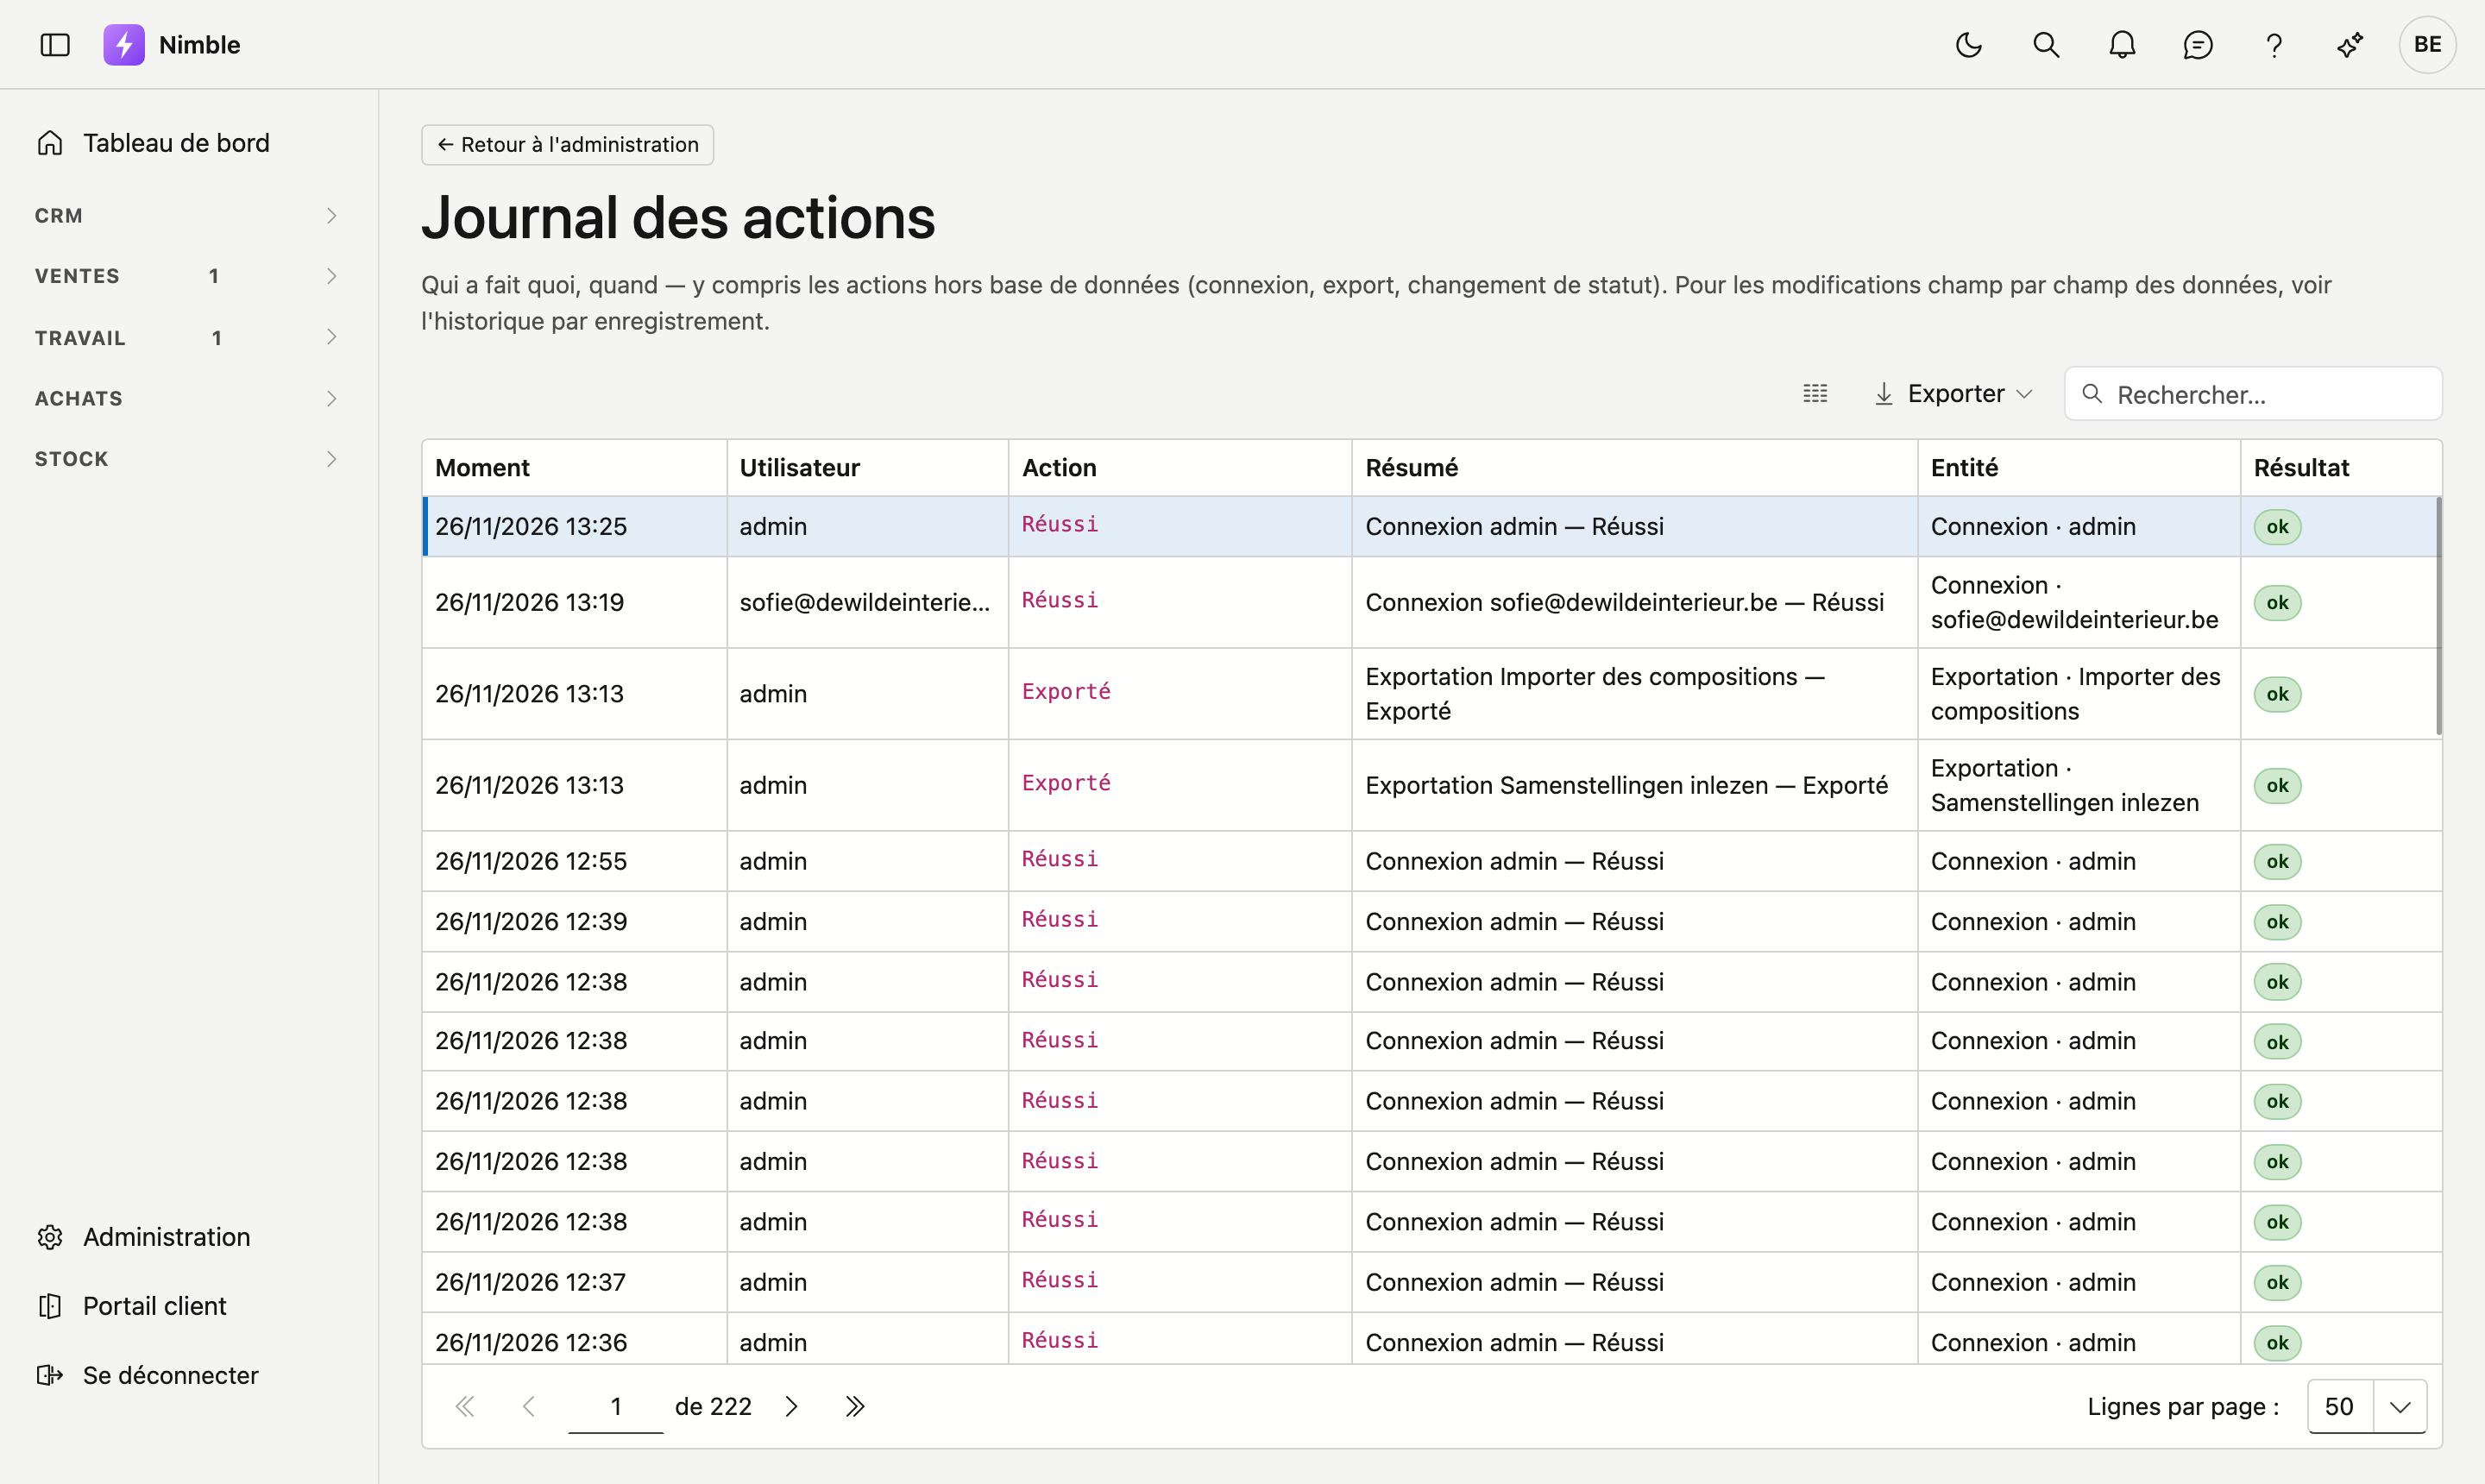 Nimble
BE
Tableau de bord
CRM
VENTES 1
TRAVAIL 1
ACHATS
STOCK
Administration
Portail client
Se déconnecter
← Retour à l'administration
Journal des actions
Qui a fait quoi, quand — y compris les actions hors base de données (connexion, export, changement de statut). Pour les modifications champ par champ des données, voir
l'historique par enregistrement.
Exporter
Rechercher...
Moment Utilisateur Action Résumé Entité Résultat
26/11/2026 13:25 admin Réussi Connexion admin — Réussi Connexion · admin ok
26/11/2026 13:19 sofie@dewildeinterie... Réussi Connexion sofie@dewildeinterieur.be — Réussi Connexion ·
sofie@dewildeinterieur.be ok
26/11/2026 13:13 admin Exporté Exportation Importer des compositions —
Exporté Exportation · Importer des
compositions ok
26/11/2026 13:13 admin Exporté Exportation Samenstellingen inlezen — Exporté Exportation ·
Samenstellingen inlezen ok
26/11/2026 12:55 admin Réussi Connexion admin — Réussi Connexion · admin ok
26/11/2026 12:39 admin Réussi Connexion admin — Réussi Connexion · admin ok
26/11/2026 12:38 admin Réussi Connexion admin — Réussi Connexion · admin ok
26/11/2026 12:38 admin Réussi Connexion admin — Réussi Connexion · admin ok
26/11/2026 12:38 admin Réussi Connexion admin — Réussi Connexion · admin ok
26/11/2026 12:38 admin Réussi Connexion admin — Réussi Connexion · admin ok
26/11/2026 12:38 admin Réussi Connexion admin — Réussi Connexion · admin ok
26/11/2026 12:37 admin Réussi Connexion admin — Réussi Connexion · admin ok
26/11/2026 12:36 admin Réussi Connexion admin — Réussi Connexion · admin ok
1 de 222
Lignes par page : 50